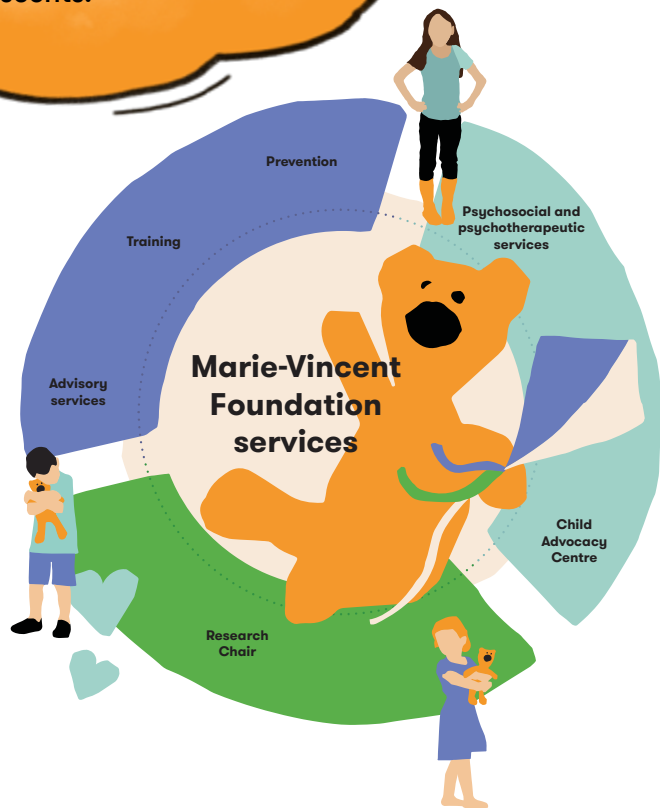 Prevention
Psychosocial and
psychotherapeutic
services
Training
Marie-Vincent
Foundation
services
Advisory
services
Child
Advocacy
Centre
Research
Chair